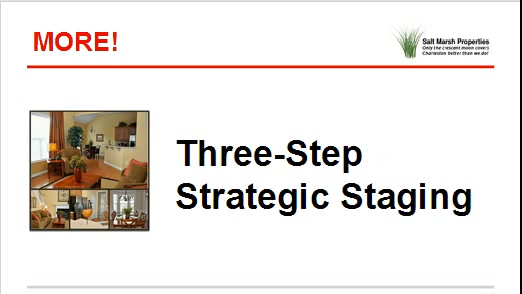 MORE!
Salt Marsh Properties
Only the crescent moon covers
Charleston better than we do!
Three-Step
Strategic Staging